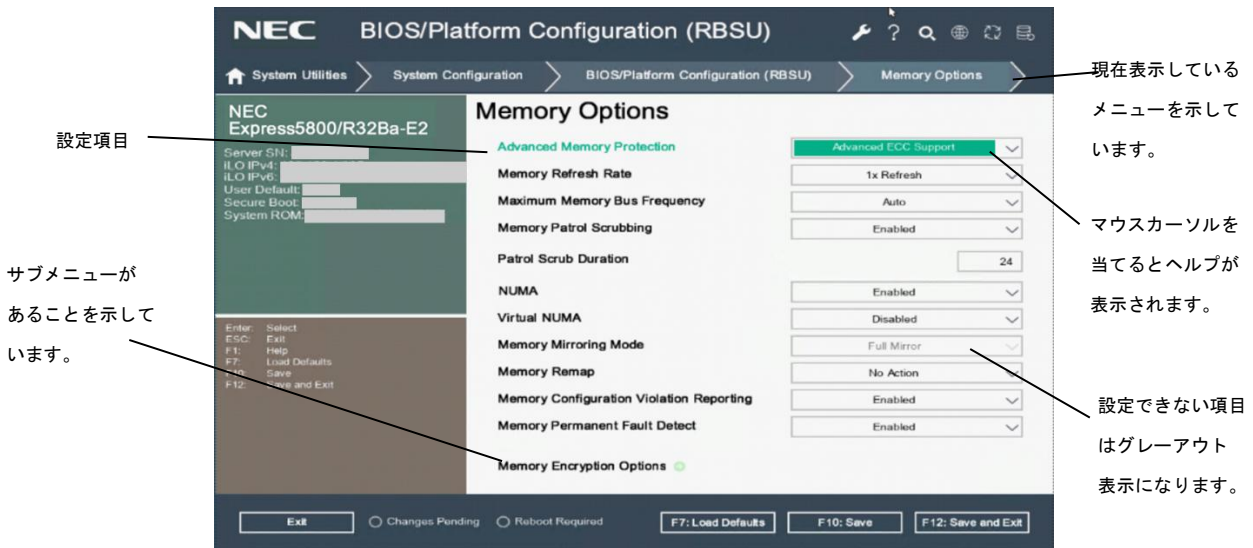 NEC BIOS/Platform Configuration (RBSU) ?
System Utilities System Configuration BIOS/Platform Configuration (RBSU) Memory Options
現在表示している
メニューを示して
います。
設定項目
NEC
Express5800/R32Ba-E2
Server SN:
iLO IPv4:
iLO IPv6:
User Default:
Secure Boot:
System ROM:
Memory Options
Advanced Memory Protection Advanced ECC Support
Memory Refresh Rate 1x Refresh
Maximum Memory Bus Frequency Auto
Memory Patrol Scrubbing Enabled
Patrol Scrub Duration 24
NUMA Enabled
Virtual NUMA Disabled
Memory Mirroring Mode Full Mirror
Memory Remap No Action
Memory Configuration Violation Reporting Enabled
Memory Permanent Fault Detect Enabled
Memory Encryption Options
マウスカーソルを
当てるとヘルプが
表示されます。
サブメニューが
あることを示して
います。
Enter: Select
ESC: Exit
F1: Help
F7: Load Defaults
F10: Save
F12: Save and Exit
設定できない項目
はグレーアウト
表示になります。
Exit Changes Pending Reboot Required F7: Load Defaults F10: Save F12: Save and Exit